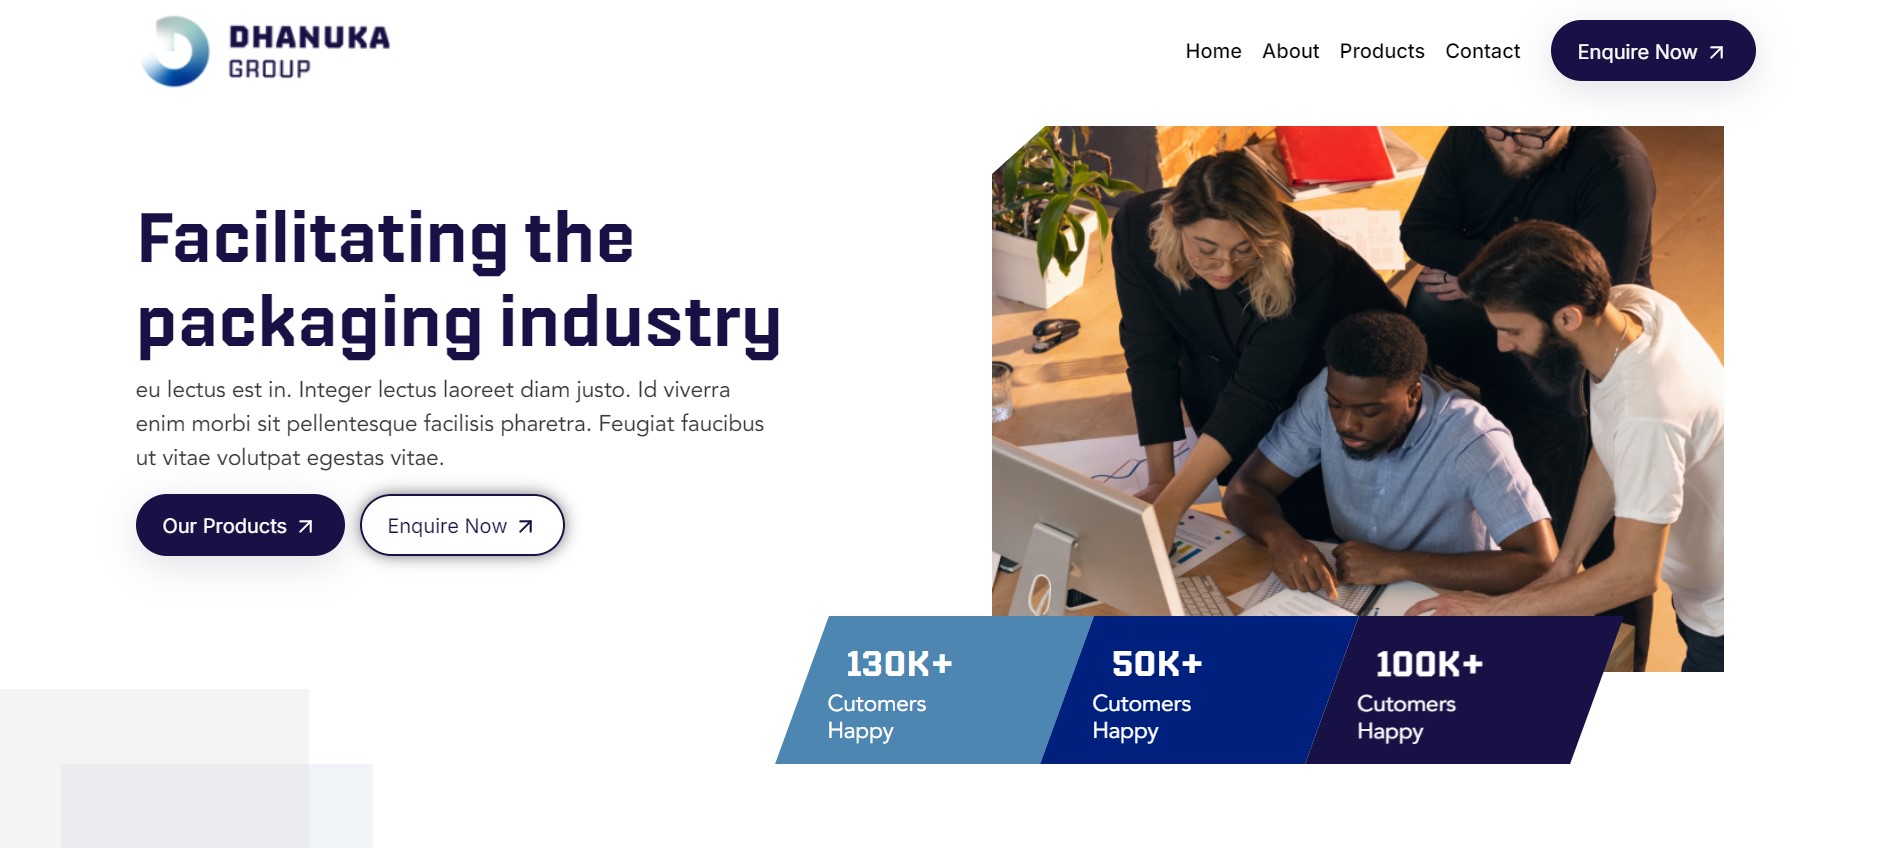 DHANUKA
GROUP
Home About Products Contact Enquire Now
Facilitating the
packaging industry
eu lectus est in. Integer lectus laoreet diam justo. Id viverra
enim morbi sit pellentesque facilisis pharetra. Feugiat faucibus
ut vitae volutpat egestas vitae.
Our Products Enquire Now
130K+
Cutomers
Happy
50K+
Cutomers
Happy
100K+
Cutomers
Happy